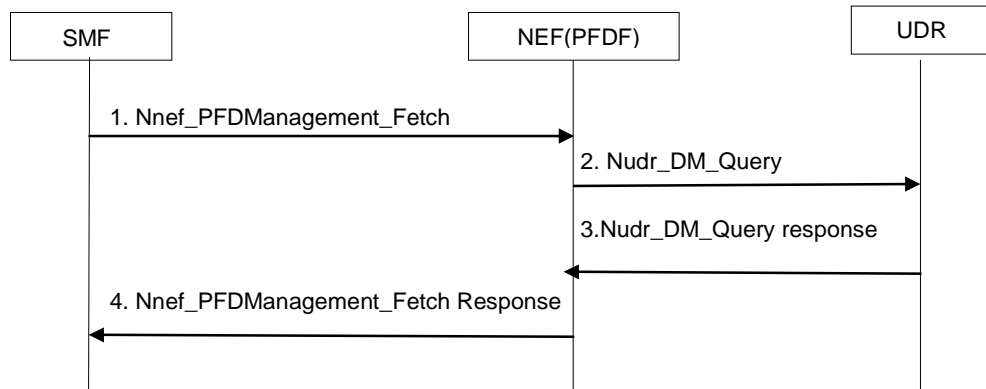 SMF
NEF(PFDF)
UDR
1. Nnef_PFDManagement_Fetch
2. Nudr_DM_Query
3.Nudr_DM_Query response
4. Nnef_PFDManagement_Fetch Response